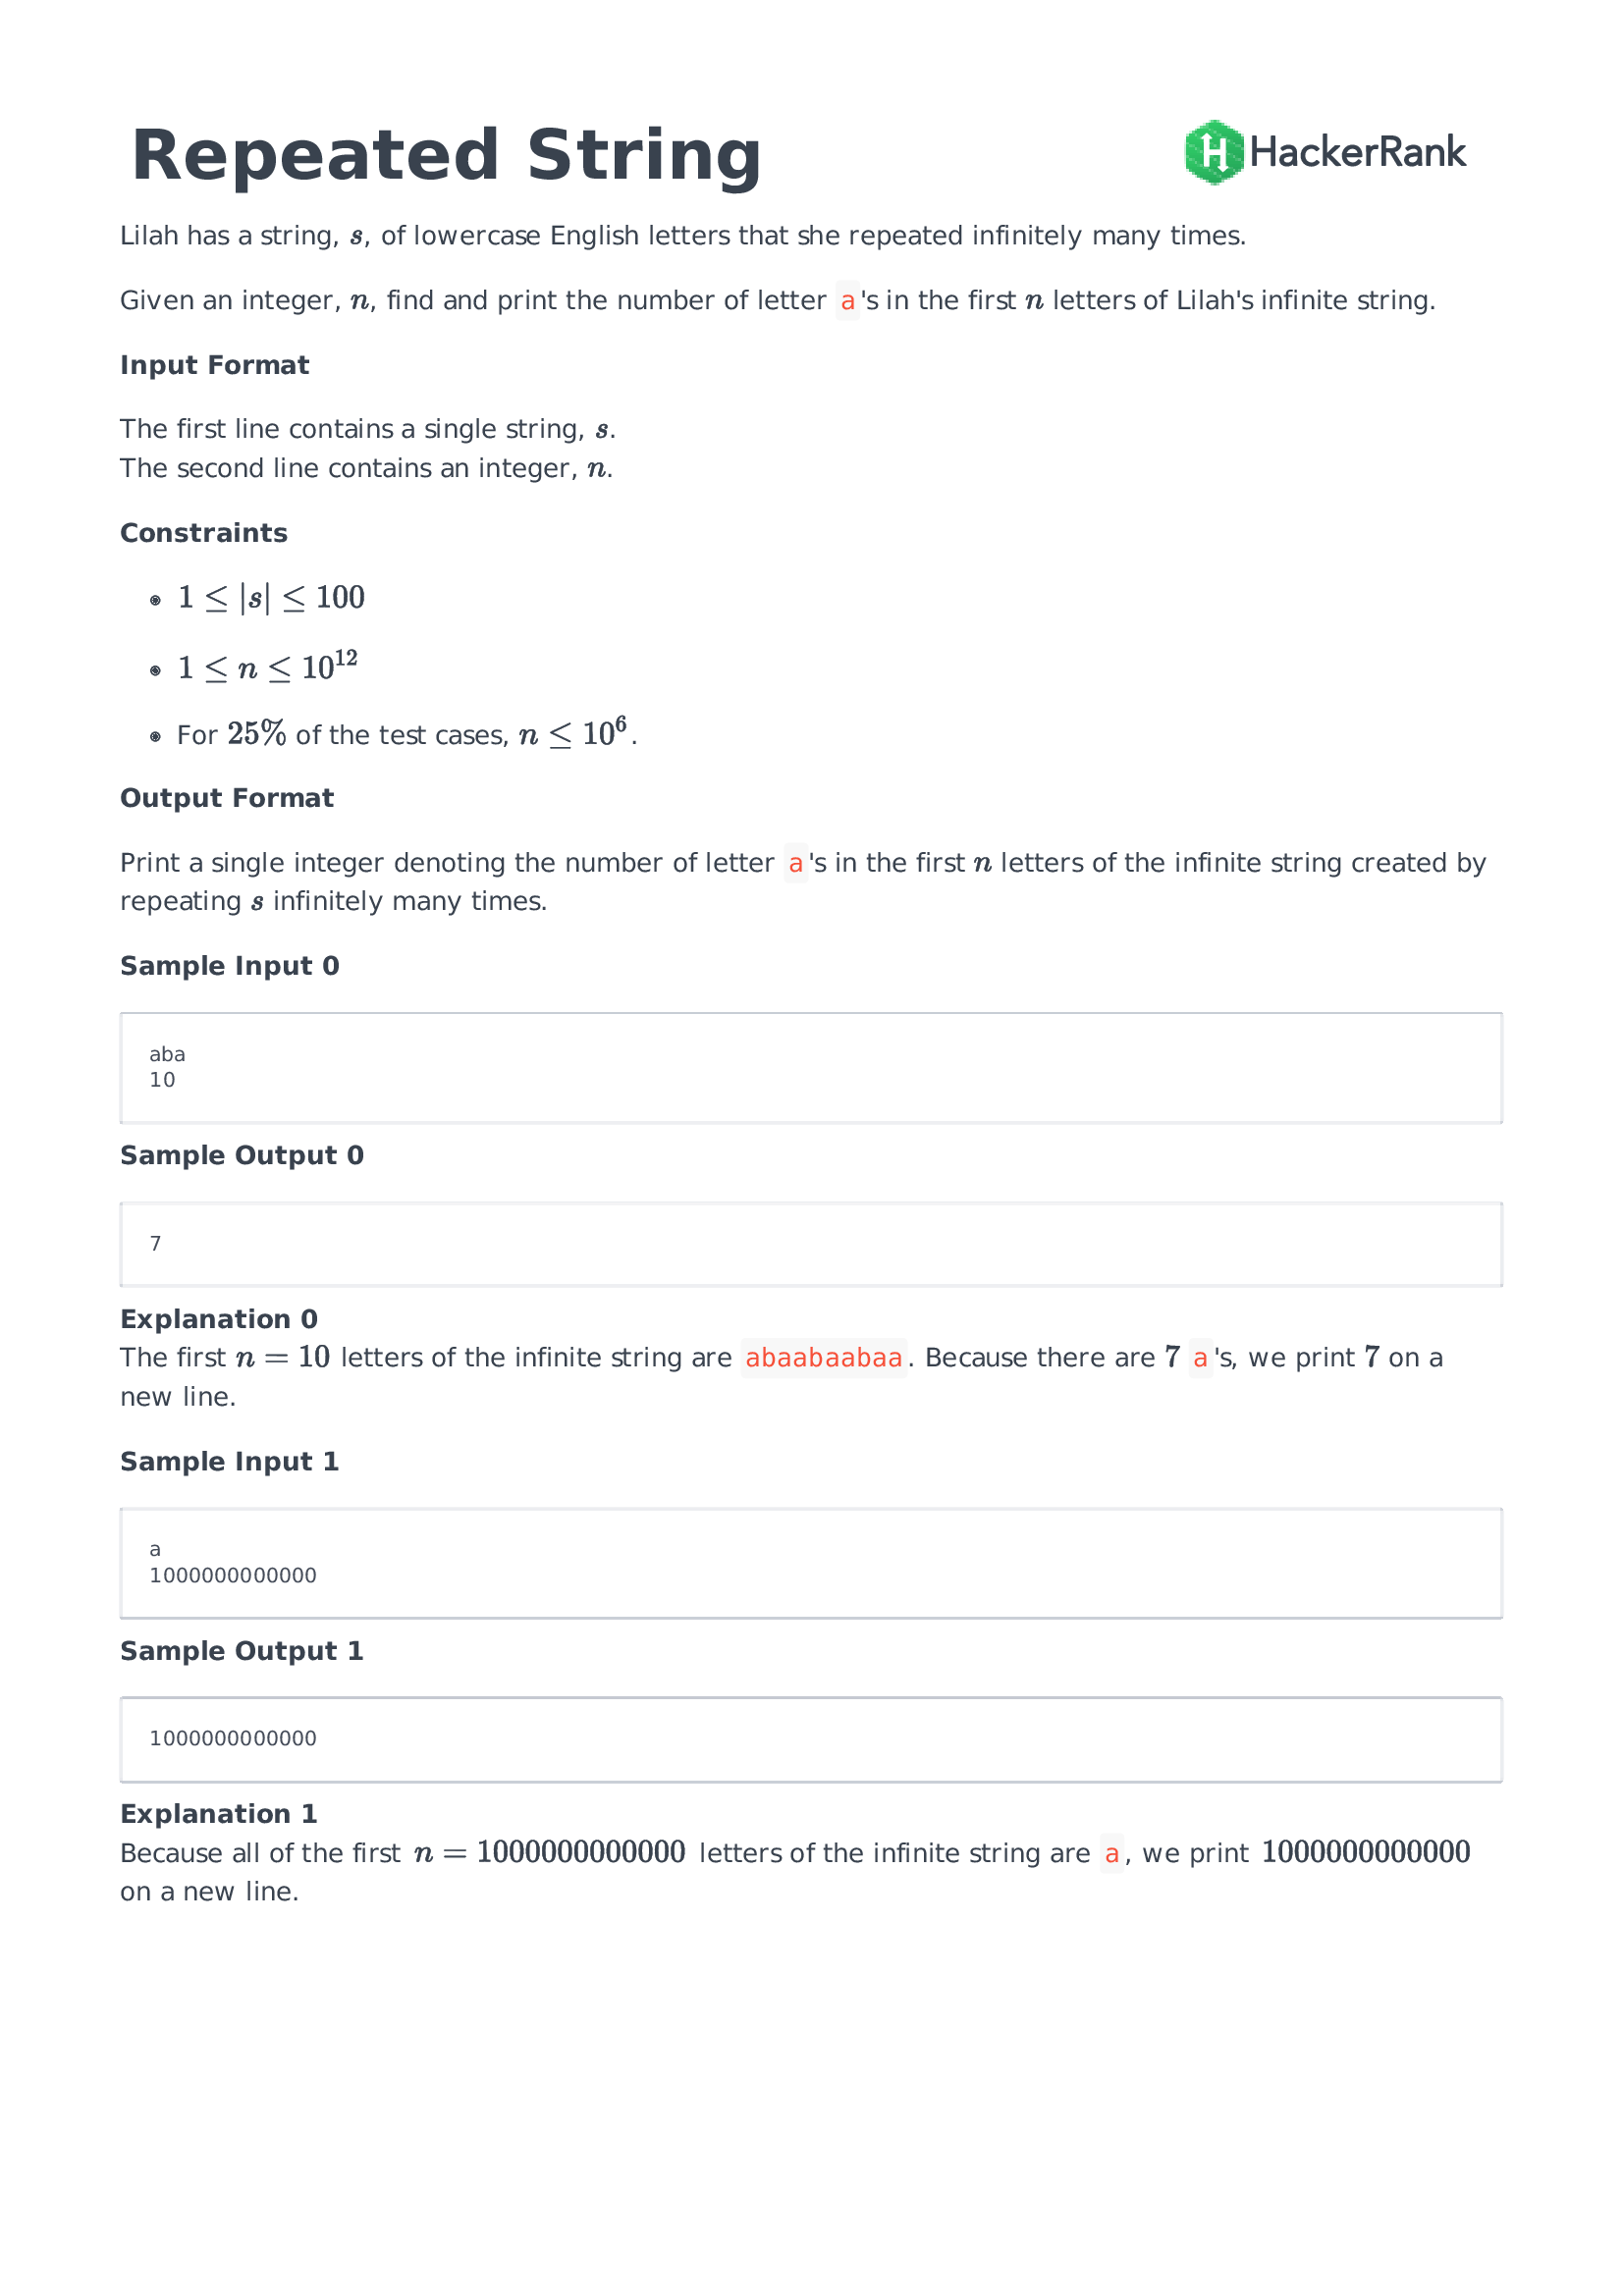 Repeated String
HackerRank
Lilah has a string, s, of lowercase English letters that she repeated infinitely many times.
Given an integer, n, find and print the number of letter a's in the first n letters of Lilah's infinite string.
Input Format
The first line contains a single string, s.
The second line contains an integer, n.
Constraints
1 ≤ |s| ≤ 100
1 ≤ n ≤ 10^12
For 25% of the test cases, n ≤ 10^6.
Output Format
Print a single integer denoting the number of letter a's in the first n letters of the infinite string created by
repeating s infinitely many times.
Sample Input 0
aba
10
Sample Output 0
7
Explanation 0
The first n = 10 letters of the infinite string are abaabaabaa. Because there are 7 a's, we print 7 on a
new line.
Sample Input 1
a
1000000000000
Sample Output 1
1000000000000
Explanation 1
Because all of the first n = 1000000000000 letters of the infinite string are a, we print 1000000000000
on a new line.